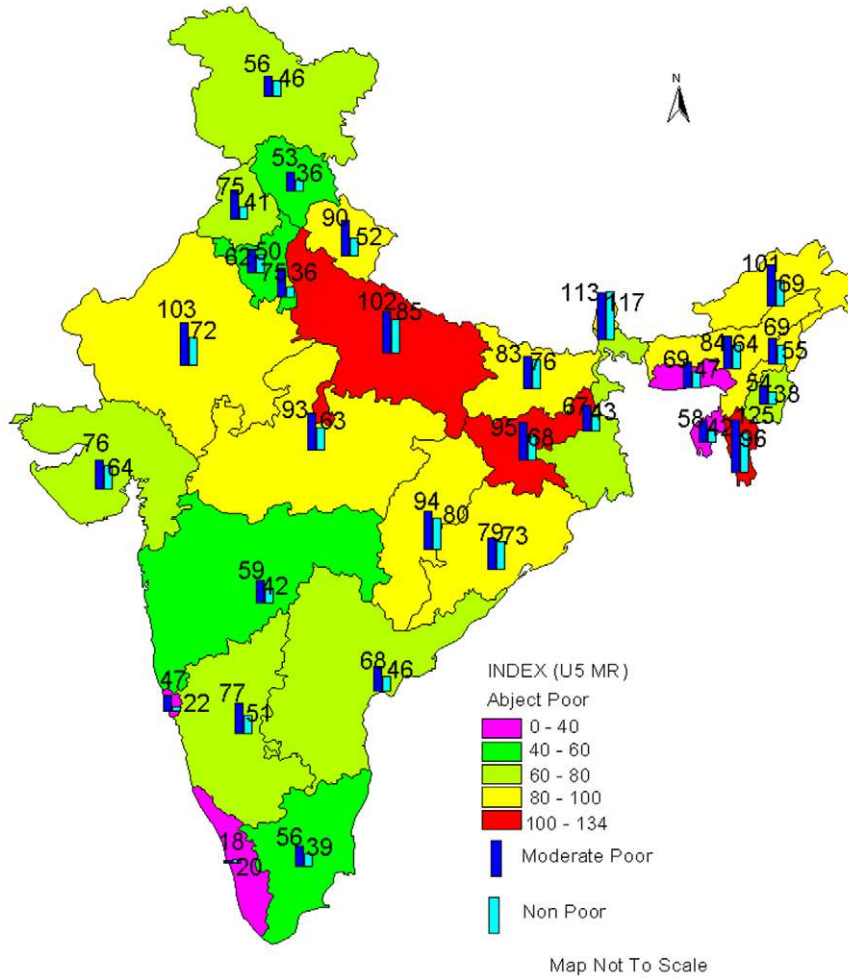 56 46
N
53 36
75 41
90 52
62 50
75 36
101 69
113 117
103 72
102 85
69 55
84 64
83 76
69 47
54 38
67 43
93 63
95 68
58 42
125 96
76 64
94 80
79 73
59 42
68 46
47 22
77 51
INDEX (U5 MR)
Abject Poor
0 - 40
40 - 60
60 - 80
80 - 100
100 - 134
18 20
56 39
Moderate Poor
Non Poor
Map Not To Scale